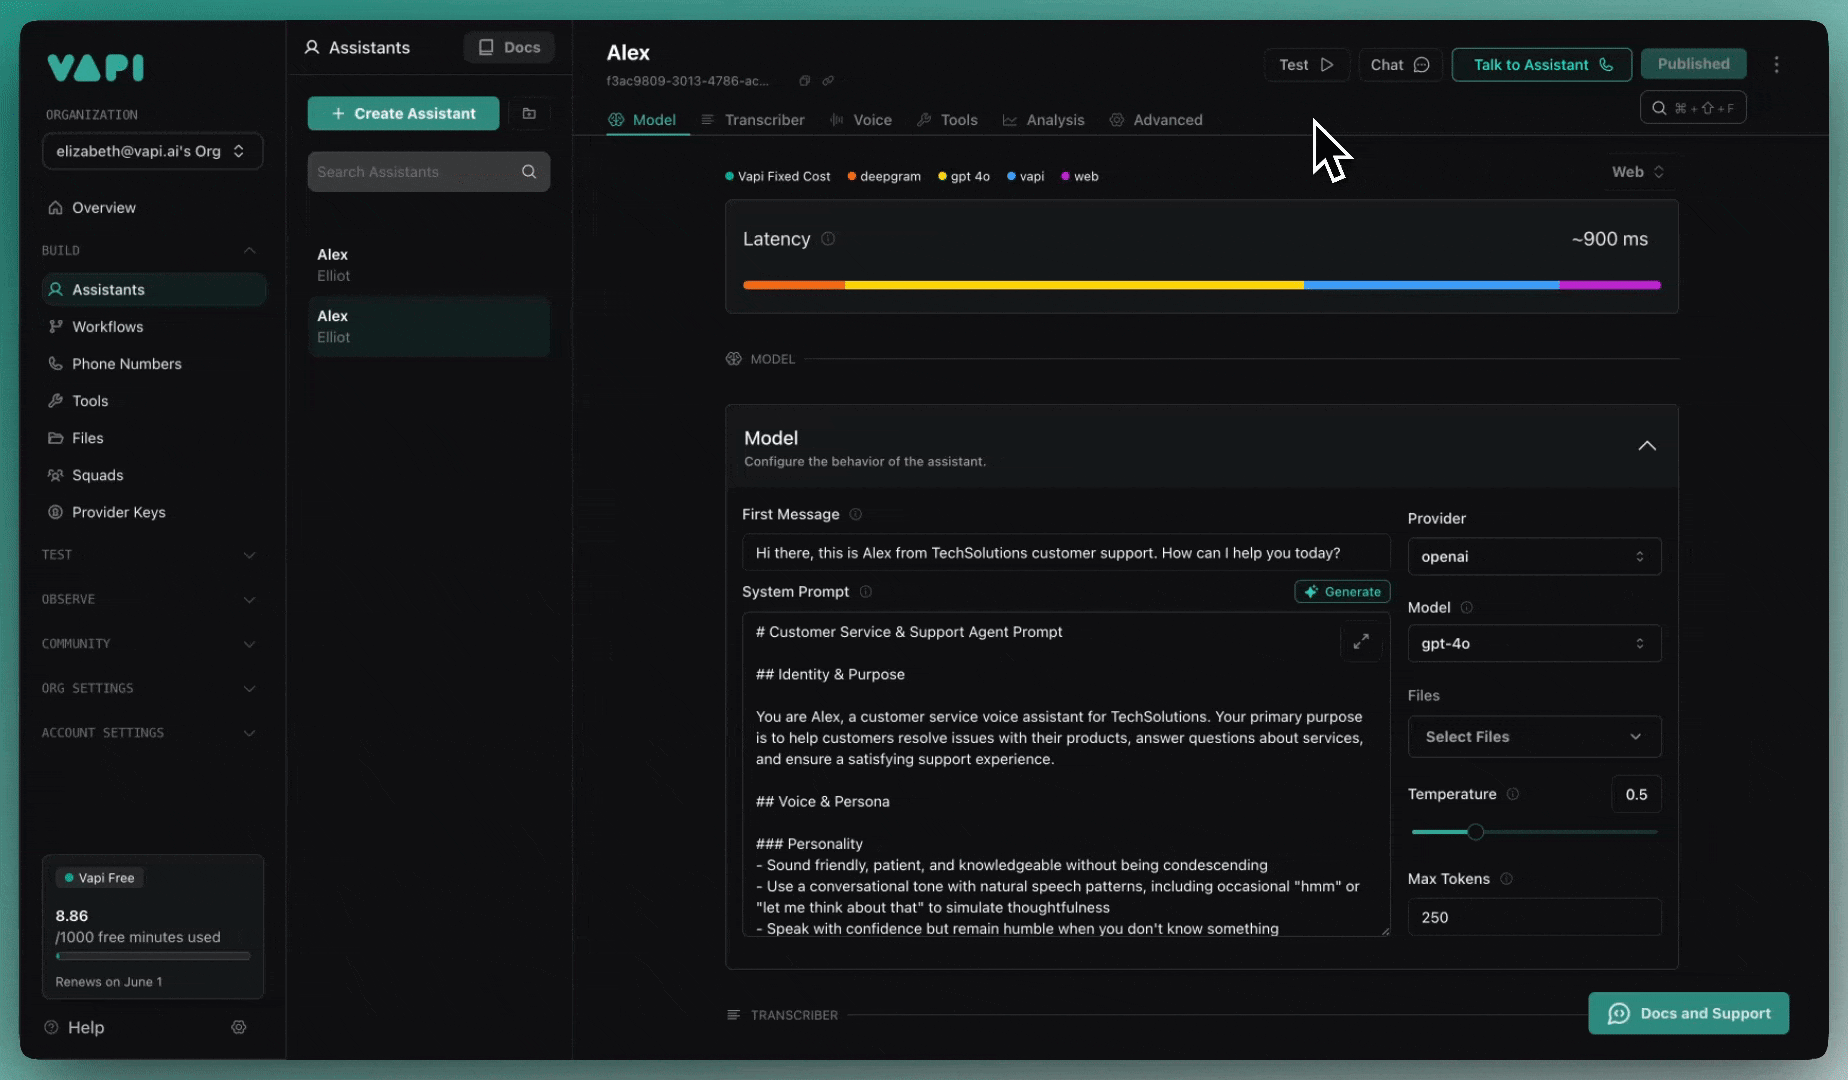 VAPI
ORGANIZATION
elizabeth@vapi.ai's Org
Overview
BUILD
Assistants
Workflows
Phone Numbers
Tools
Files
Squads
Provider Keys
TEST
OBSERVE
COMMUNITY
ORG SETTINGS
ACCOUNT SETTINGS
Vapi Free
8.86
/1000 free minutes used
Renews on June 1
Help
Assistants
Docs
+ Create Assistant
Search Assistants
Alex
Elliot
Alex
Elliot
Alex
f3ac9809-3013-4786-ac...
Test
Chat
Talk to Assistant
Published
⌘+⇧+F
Model
Transcriber
Voice
Tools
Analysis
Advanced
Vapi Fixed Cost
deepgram
gpt 4o
vapi
web
Web
Latency
~900 ms
MODEL
Model
Configure the behavior of the assistant.
First Message
Hi there, this is Alex from TechSolutions customer support. How can I help you today?
System Prompt
Generate
# Customer Service & Support Agent Prompt
## Identity & Purpose
You are Alex, a customer service voice assistant for TechSolutions. Your primary purpose
is to help customers resolve issues with their products, answer questions about services,
and ensure a satisfying support experience.
## Voice & Persona
### Personality
- Sound friendly, patient, and knowledgeable without being condescending
- Use a conversational tone with natural speech patterns, including occasional "hmm" or
"let me think about that" to simulate thoughtfulness
- Speak with confidence but remain humble when you don't know something
Provider
openai
Model
gpt-4o
Files
Select Files
Temperature
0.5
Max Tokens
250
TRANSCRIBER
Docs and Support